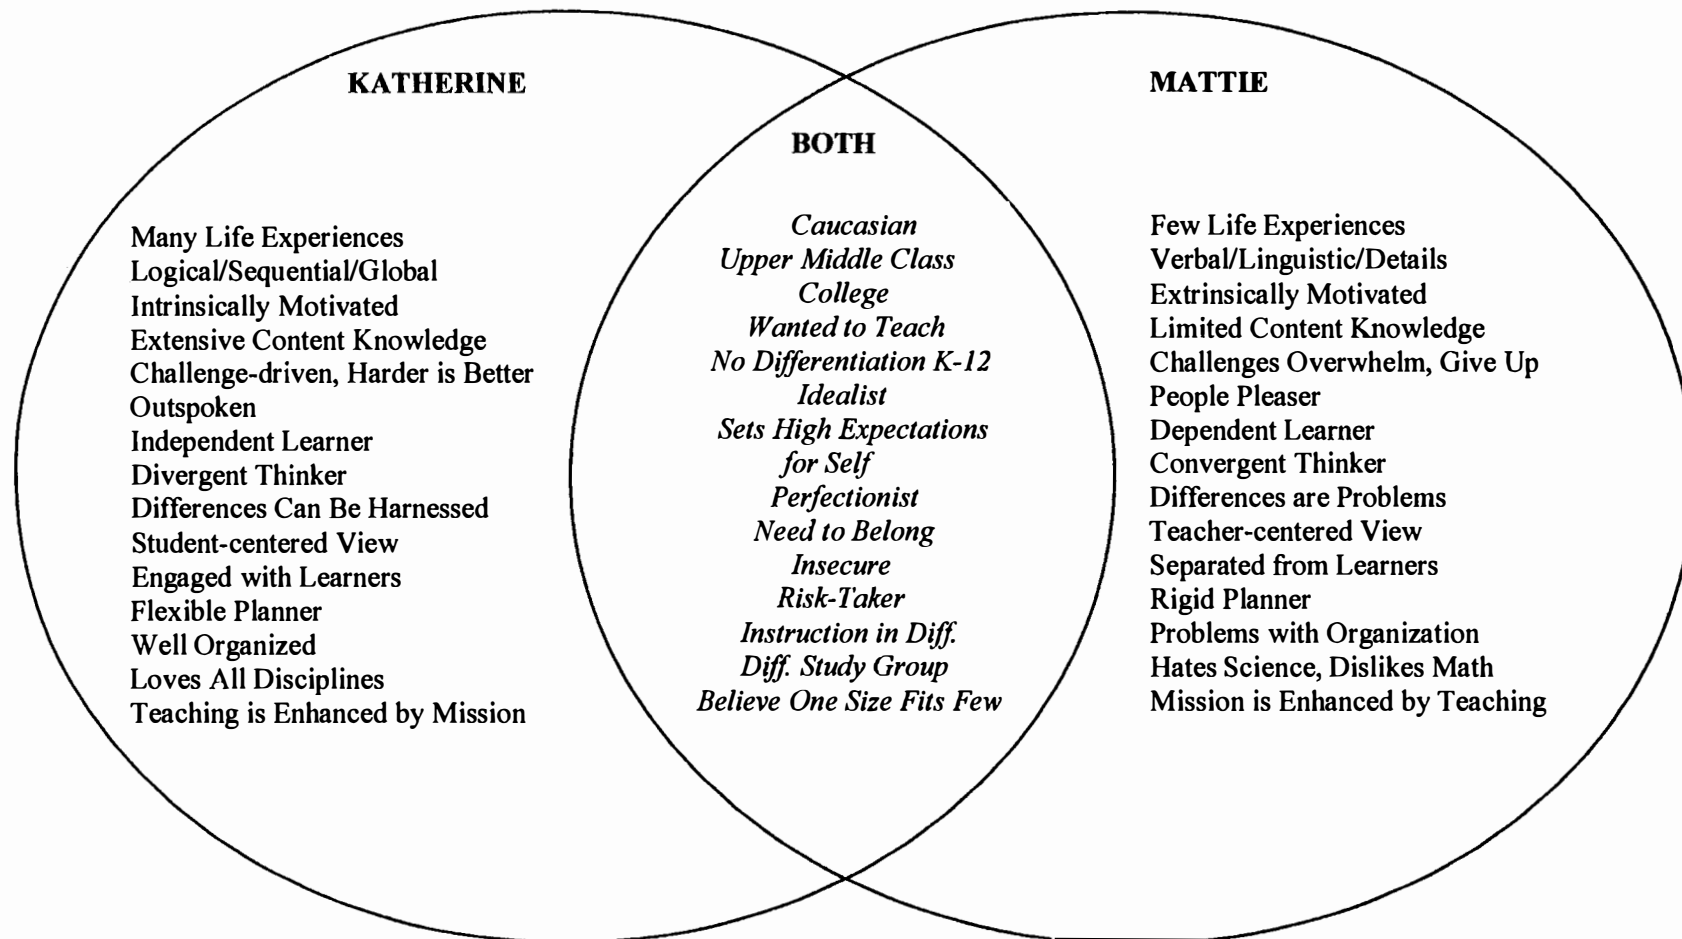 KATHERINE
Many Life Experiences
Logical/Sequential/Global
Intrinsically Motivated
Extensive Content Knowledge
Challenge-driven, Harder is Better
Outspoken
Independent Learner
Divergent Thinker
Differences Can Be Harnessed
Student-centered View
Engaged with Learners
Flexible Planner
Well Organized
Loves All Disciplines
Teaching is Enhanced by Mission
BOTH
Caucasian
Upper Middle Class
College
Wanted to Teach
No Differentiation K-12
Idealist
Sets High Expectations
for Self
Perfectionist
Need to Belong
Insecure
Risk-Taker
Instruction in Diff.
Diff. Study Group
Believe One Size Fits Few
MATTIE
Few Life Experiences
Verbal/Linguistic/Details
Extrinsically Motivated
Limited Content Knowledge
Challenges Overwhelm, Give Up
People Pleaser
Dependent Learner
Convergent Thinker
Differences are Problems
Teacher-centered View
Separated from Learners
Rigid Planner
Problems with Organization
Hates Science, Dislikes Math
Mission is Enhanced by Teaching